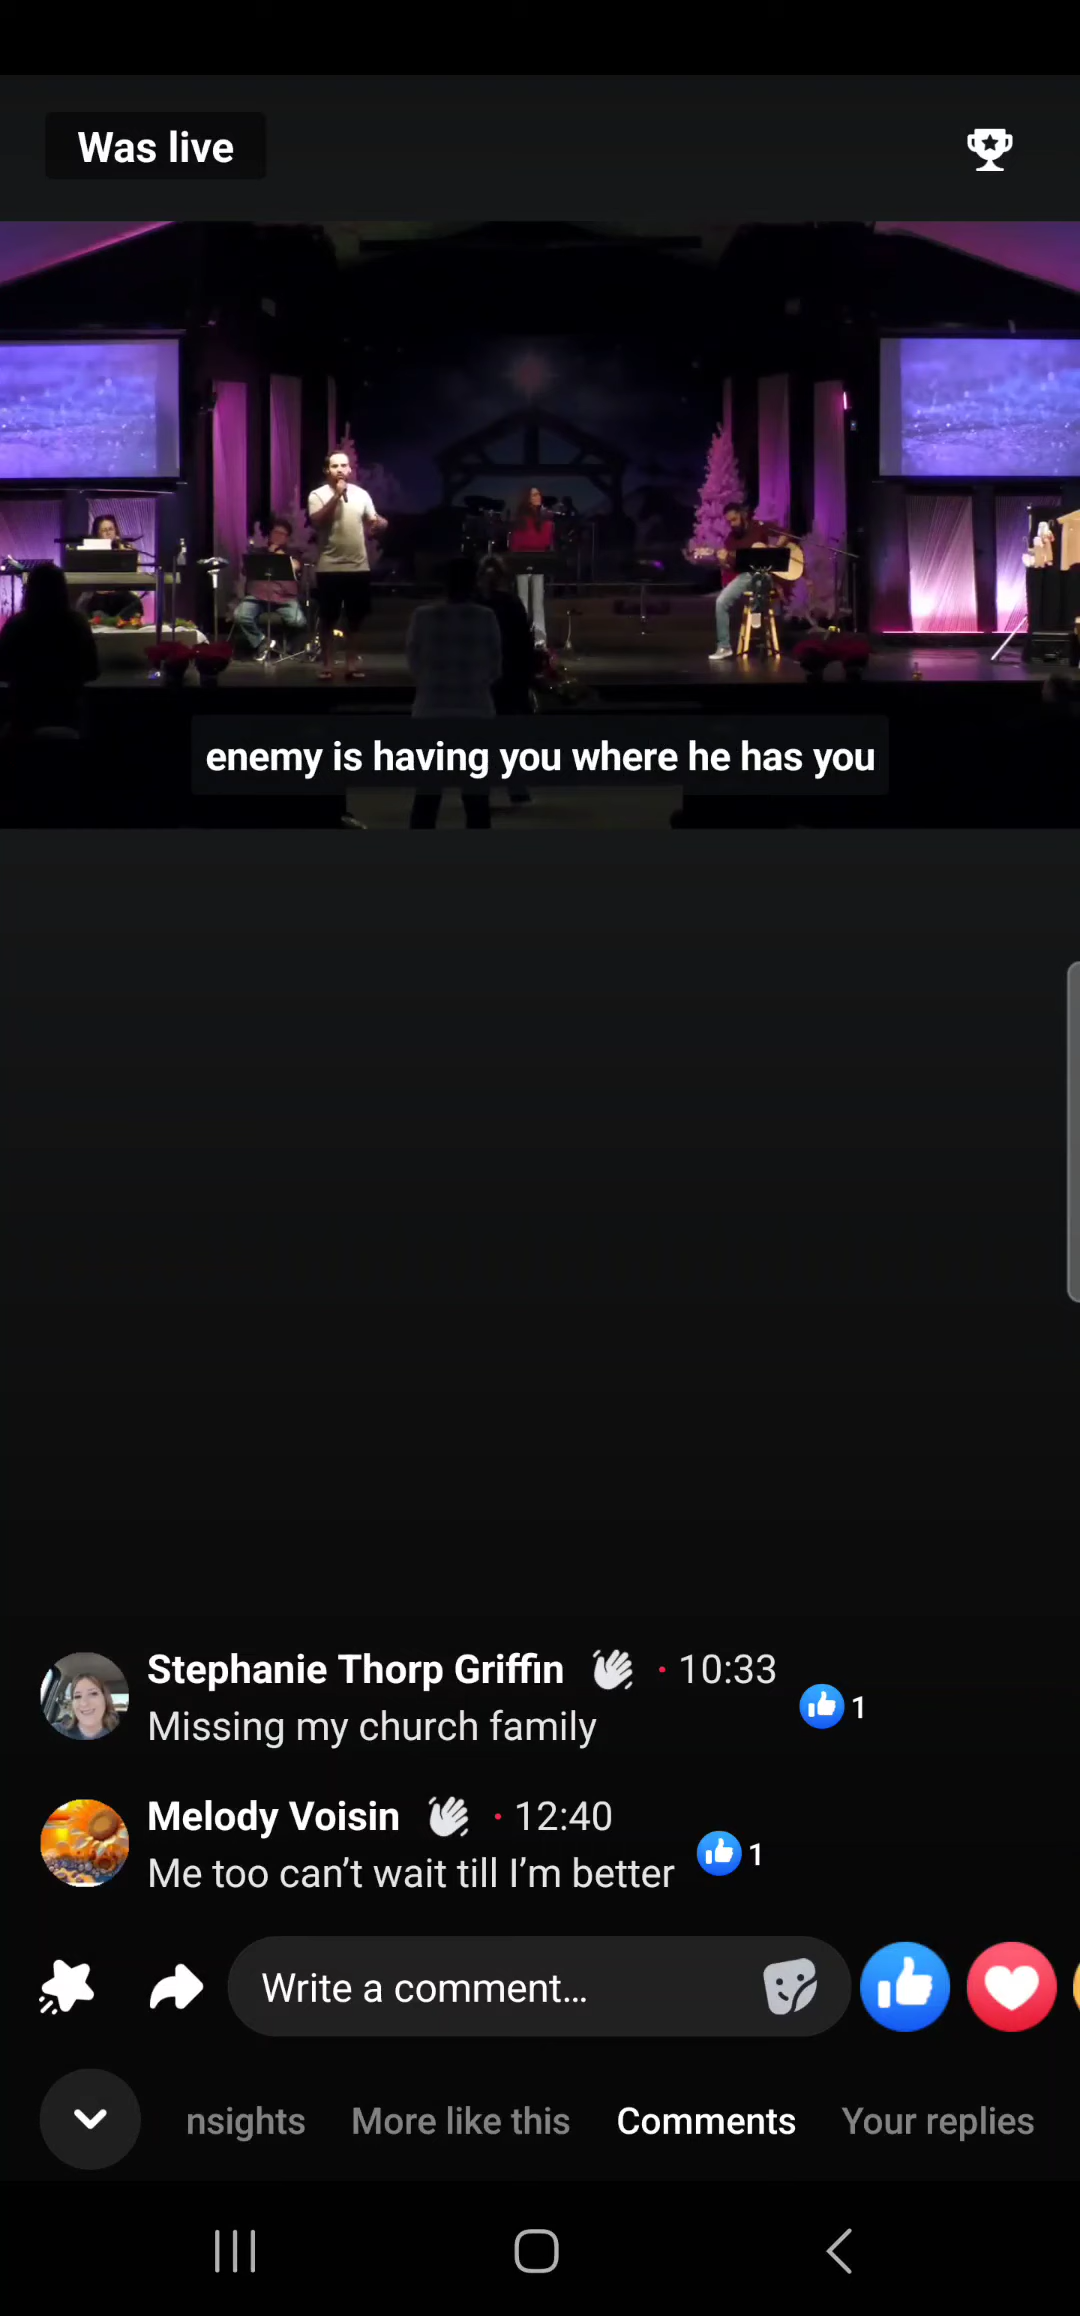 Was live
enemy is having you where he has you
Stephanie Thorp Griffin · 10:33
Missing my church family
1
Melody Voisin · 12:40
Me too can’t wait till I’m better
1
Write a comment...
nsights More like this Comments Your replies